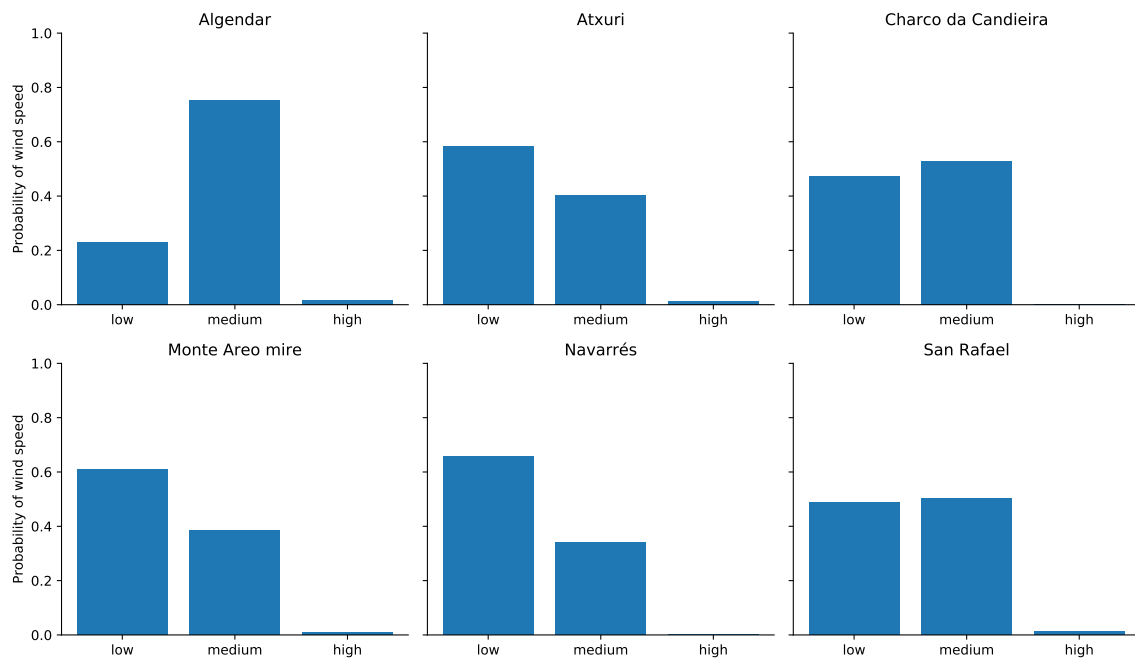 Algendar
Atxuri
Charco da Candieira
Probability of wind speed
1.0
0.8
0.6
0.4
0.2
0.0
low medium high
low medium high
low medium high
Monte Areo mire
Navarrés
San Rafael
Probability of wind speed
1.0
0.8
0.6
0.4
0.2
0.0
low medium high
low medium high
low medium high